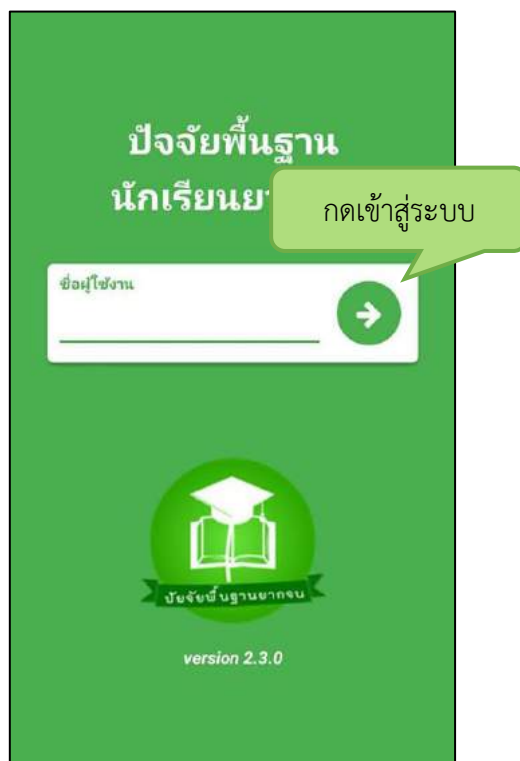 ปัจจัยพื้นฐาน
นักเรียนย
กดเข้าสู่ระบบ
ชื่อผู้ใช้งาน
ปัจจัยพื้นฐานยากจน
version 2.3.0